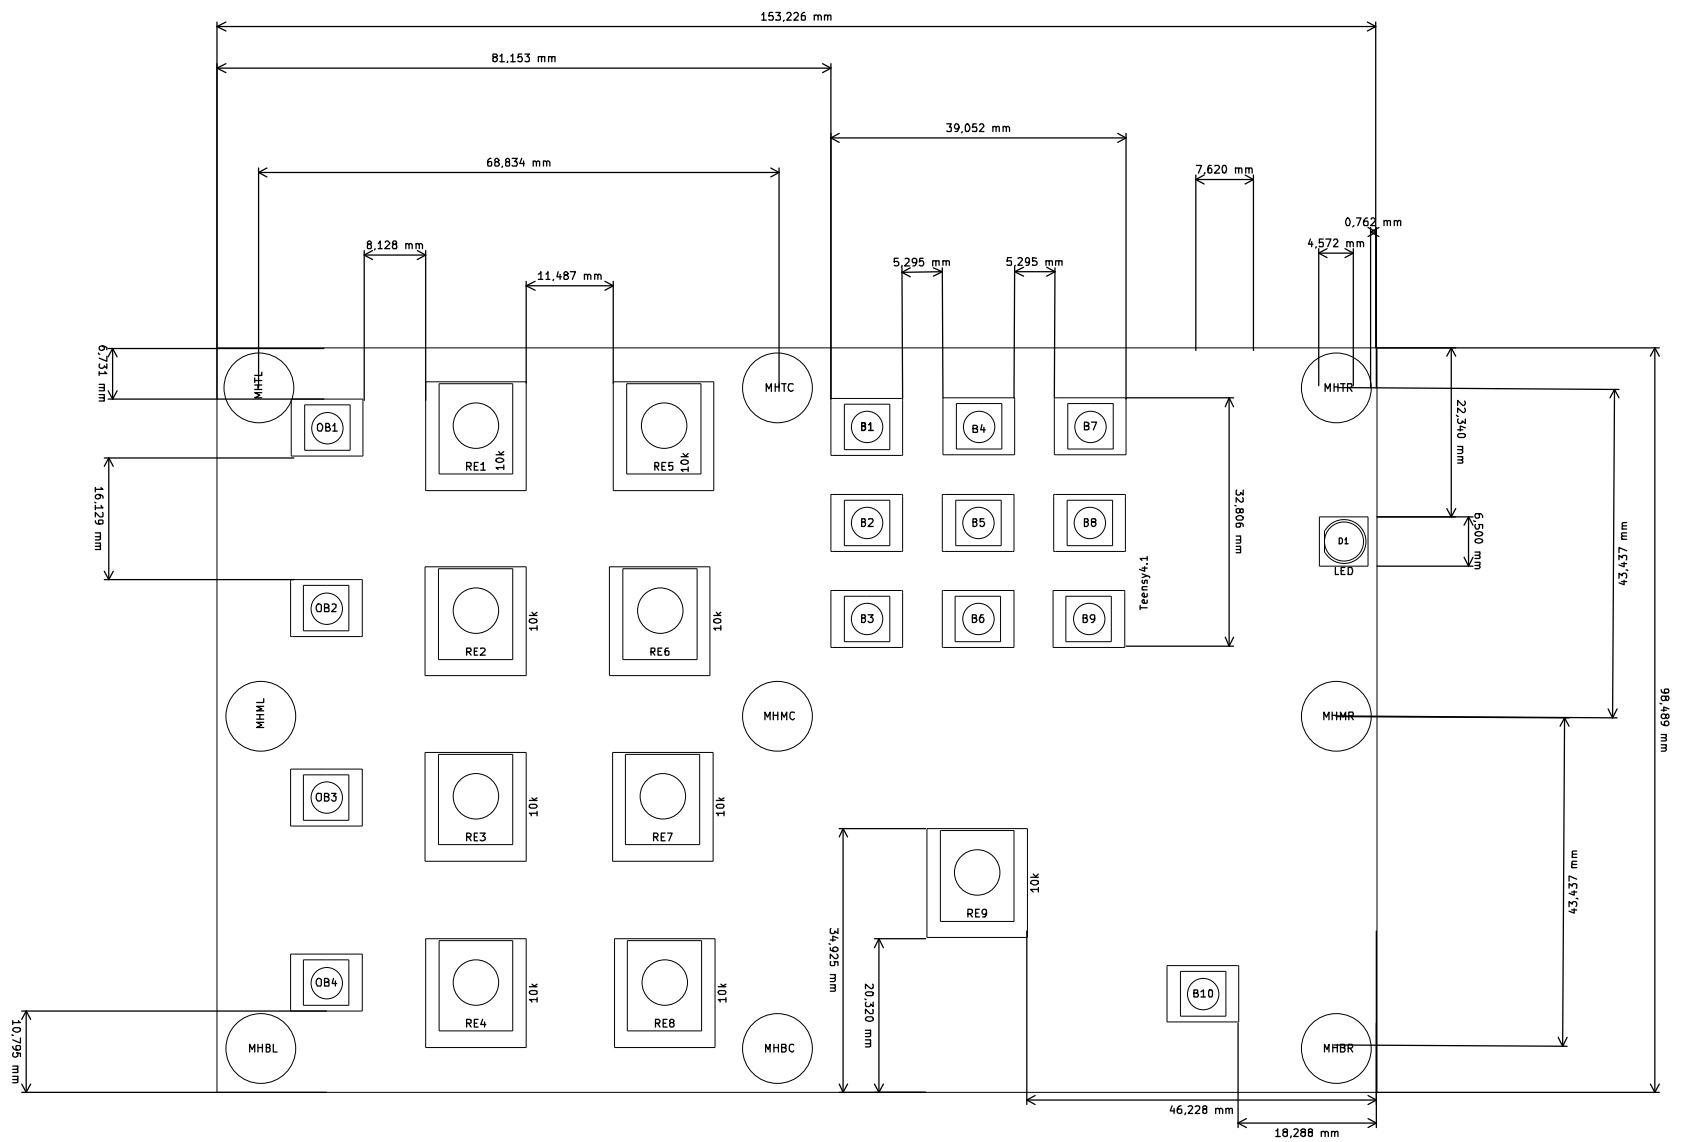 153,226 mm
81,153 mm
39,052 mm
68,834 mm
7,620 mm
0,762 mm
8,128 mm
4,572 mm
5,295 mm
5,295 mm
11,487 mm
6,731 mm
MHTL
MHTC
MHTR
OB1
RE1
10k
RE5
10k
B1
B4
B7
22,340 mm
16,129 mm
B2
B5
B8
32,806 mm
D1
LED
6,500 mm
43,437 mm
Teensy4.1
OB2
RE2
10k
RE6
10k
B3
B6
B9
MHML
MHMC
MHMR
98,489 mm
OB3
RE3
10k
RE7
10k
RE9
10k
43,437 mm
34,925 mm
20,320 mm
OB4
RE4
10k
RE8
10k
B10
10,795 mm
MHBL
MHBC
MHBR
46,228 mm
18,288 mm